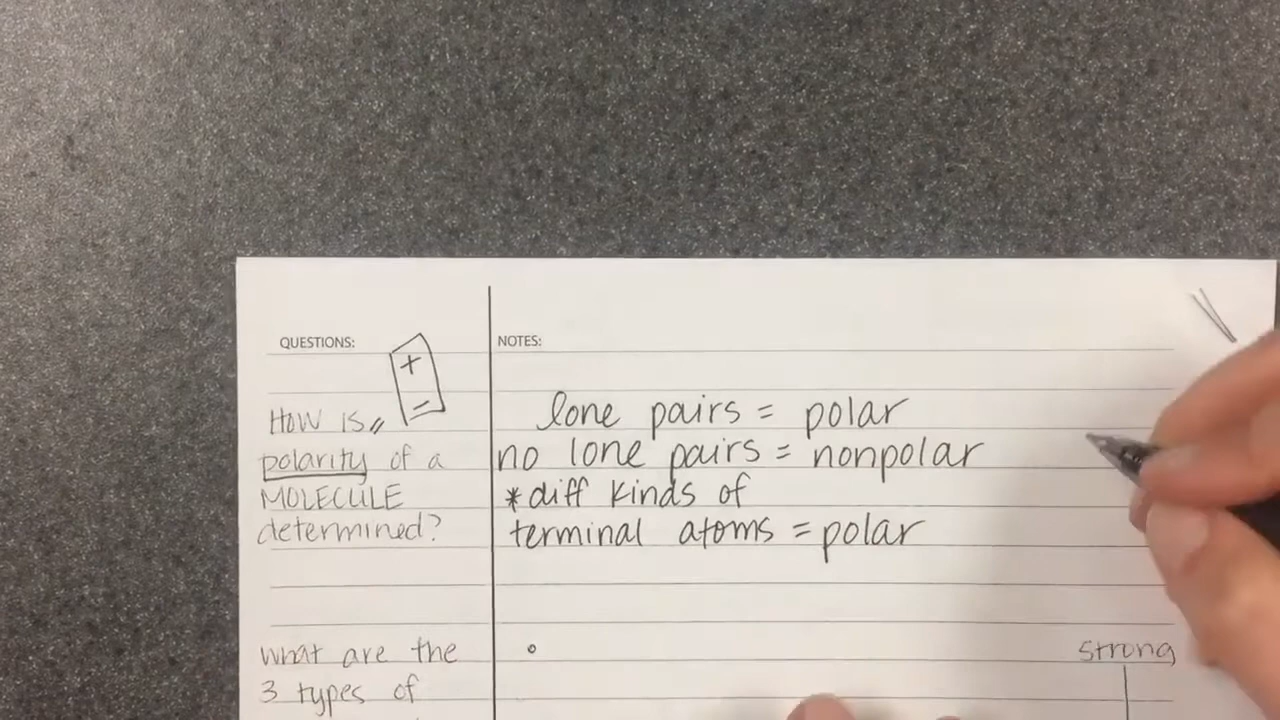 QUESTIONS:
+
-
How is
polarity of a
MOLECULE
determined?
what are the
3 types of
NOTES:
lone pairs = polar
no lone pairs = nonpolar
*diff kinds of
terminal atoms = polar
strong